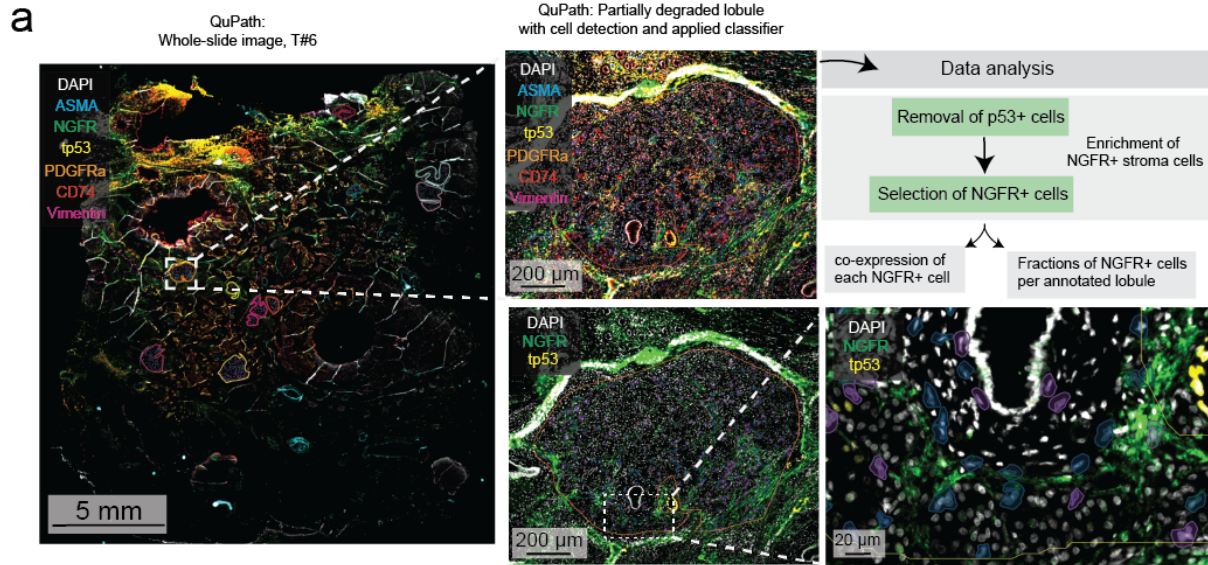 a
QuPath:
Whole-slide image, T#6
DAPI
ASMA
NGFR
tp53
PDGFRa
CD74
Vimentin
5 mm
QuPath: Partially degraded lobule
with cell detection and applied classifier
DAPI
ASMA
NGFR
tp53
PDGFRa
CD74
Vimentin
200 µm
Data analysis
Removal of p53+ cells
Enrichment of
NGFR+ stroma cells
Selection of NGFR+ cells
co-expression of
each NGFR+ cell
Fractions of NGFR+ cells
per annotated lobule
DAPI
NGFR
tp53
200 µm
DAPI
NGFR
tp53
20 µm